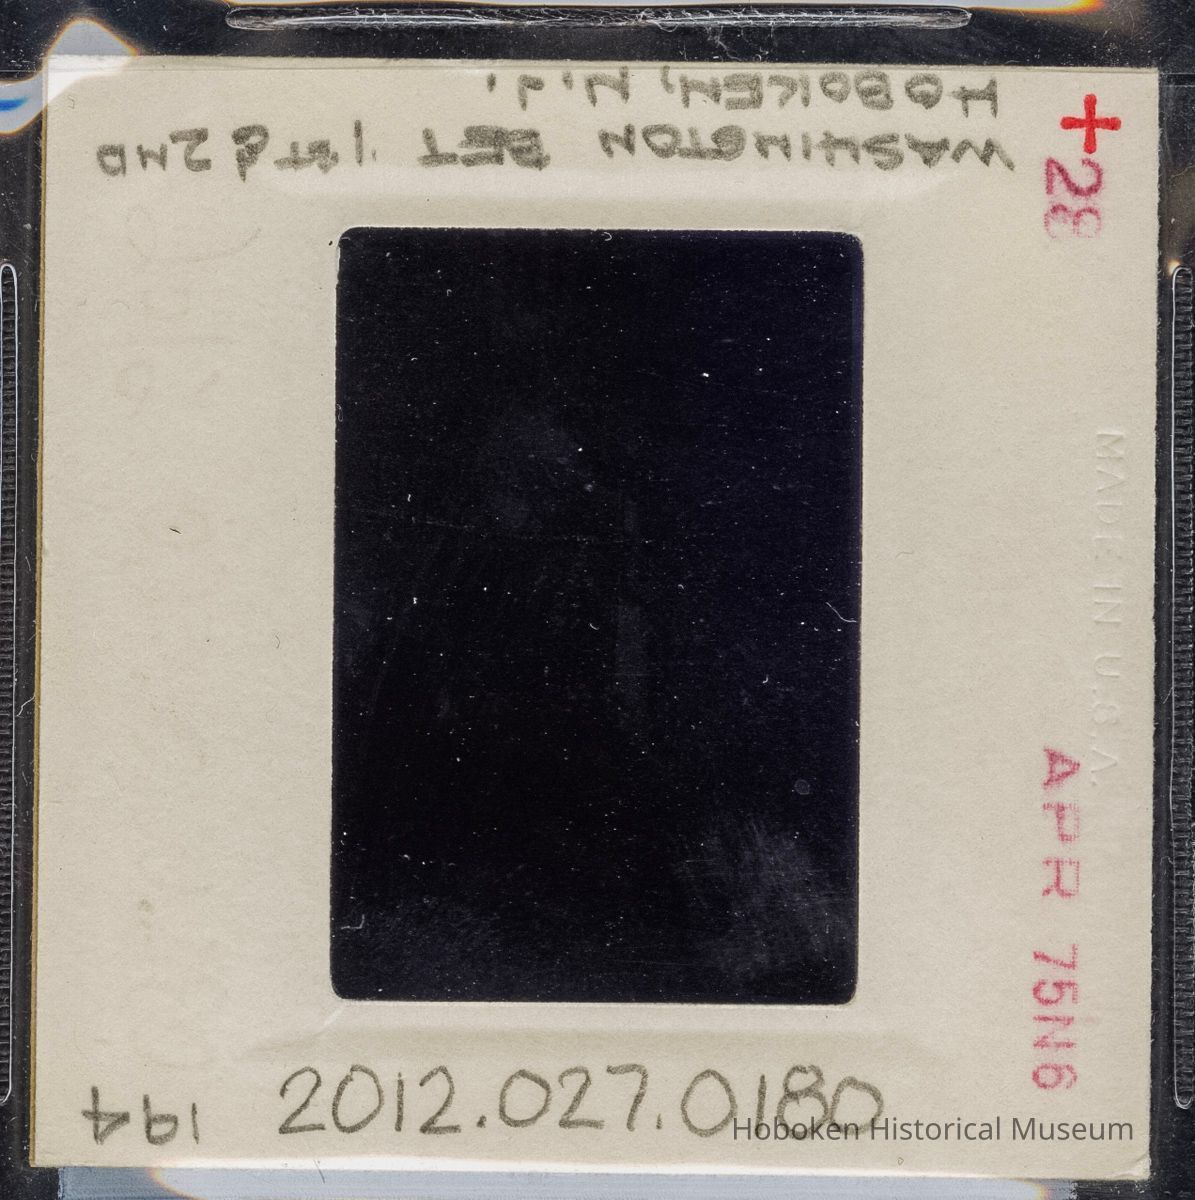 WASHINGTON BET 1ST & 2ND
HOBOKEN, N.J.
+
28
MADE IN U.S.A.
APR 75N6
2012.027.0180
194
Hoboken Historical Museum